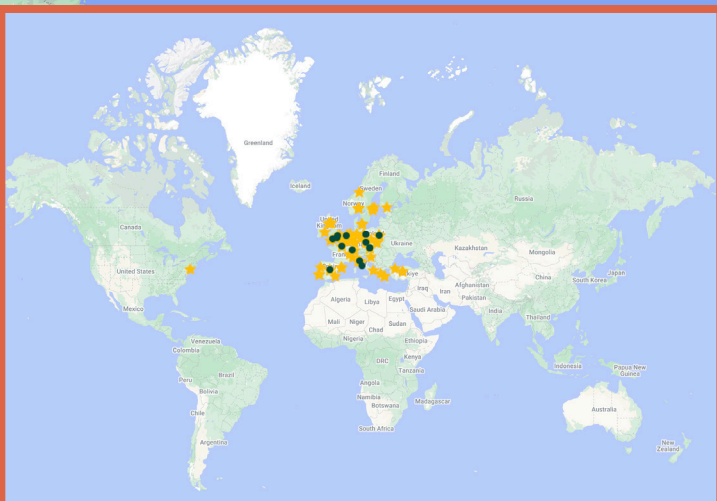 Greenland
Iceland
Finland
Sweden
Norway
Russia
United
Kingdom
Canada
Ukraine
Kazakhstan
Mongolia
United States
China
Japan
South Korea
Afghanistan
Iraq
Iran
Pakistan
Algeria
Libya
Egypt
Saudi Arabia
India
Mexico
Mali
Niger
Chad
Sudan
Thailand
Nigeria
Ethiopia
Venezuela
Colombia
DRC
Kenya
Tanzania
Indonesia
Papua New
Guinea
Peru
Brazil
Bolivia
Angola
Namibia
Botswana
Madagascar
Australia
Chile
South Africa
Argentina
New
Zealand